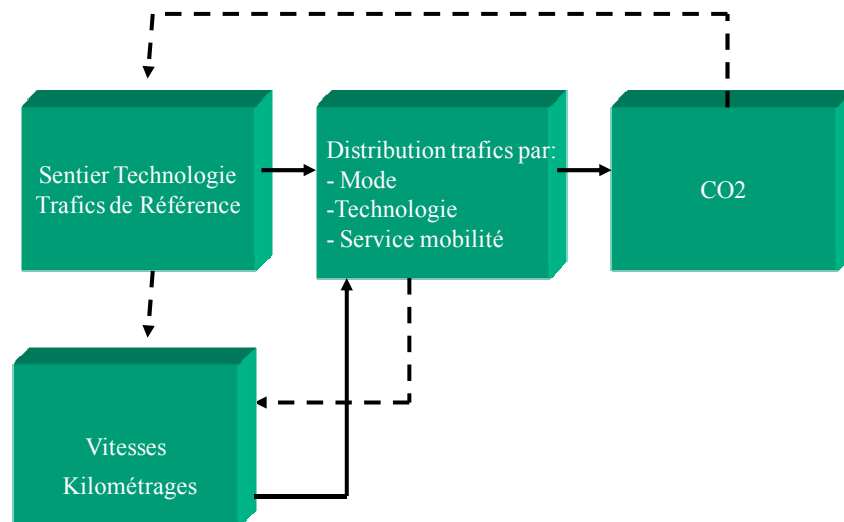 Sentier Technologie
Trafics de Référence
Distribution trafics par:
- Mode
-Technologie
- Service mobilité
CO2
Vitesses
Kilométrages